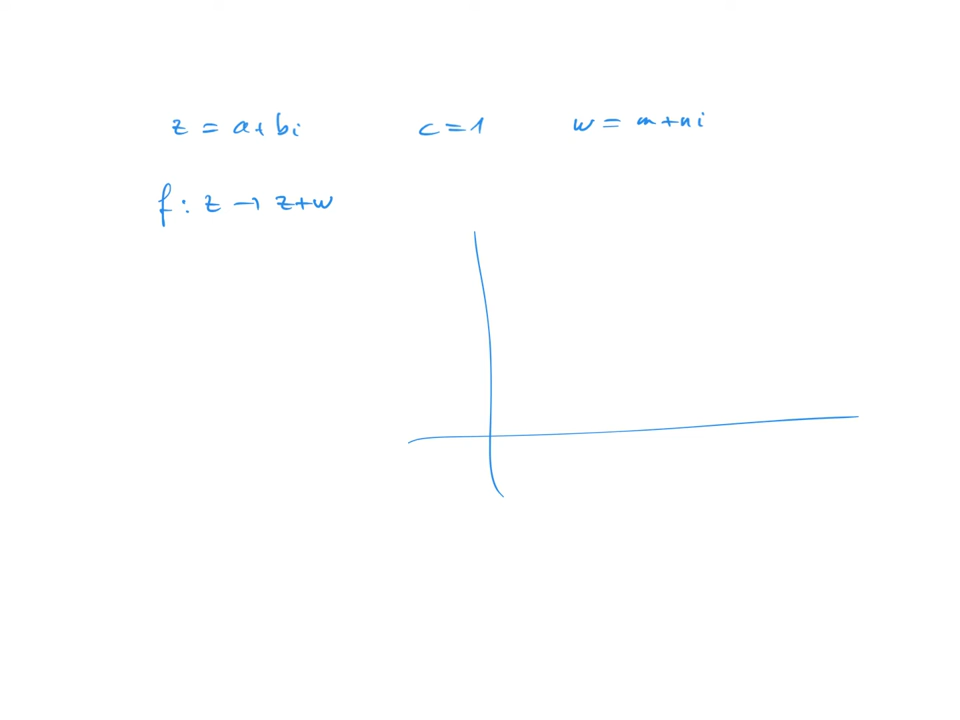 z = a+bi c=1 w = m+ni
f: z → z+w